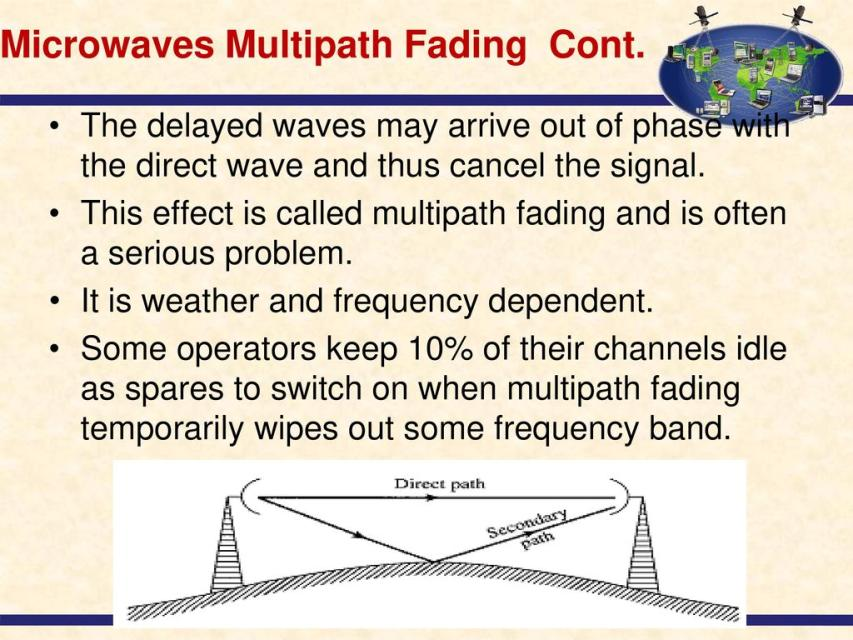 Microwaves Multipath Fading Cont.
• The delayed waves may arrive out of phase with
the direct wave and thus cancel the signal.
• This effect is called multipath fading and is often
a serious problem.
• It is weather and frequency dependent.
• Some operators keep 10% of their channels idle
as spares to switch on when multipath fading
temporarily wipes out some frequency band.
Direct path
Secondary
path